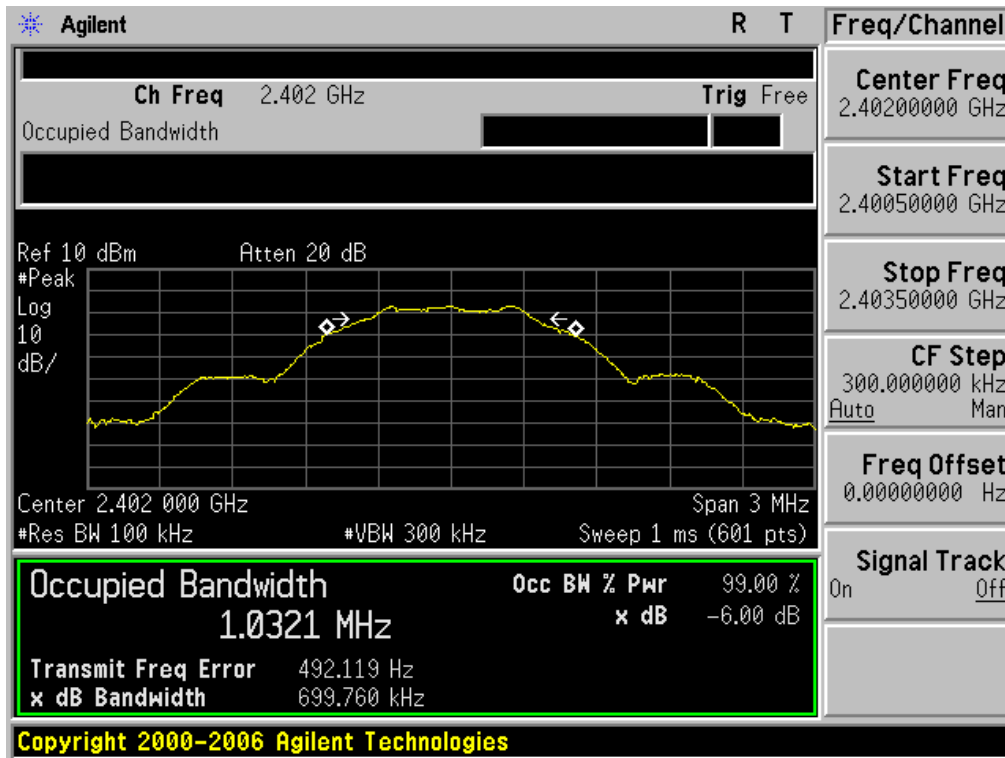 Agilent R T
Ch Freq 2.402 GHz Trig Free
Occupied Bandwidth
Ref 10 dBm Atten 20 dB
#Peak
Log
10
dB/
Center 2.402 000 GHz Span 3 MHz
#Res BW 100 kHz #VBW 300 kHz Sweep 1 ms (601 pts)
Occupied Bandwidth Occ BW % Pwr 99.00 %
1.0321 MHz x dB -6.00 dB
Transmit Freq Error 492.119 Hz
x dB Bandwidth 699.760 kHz
Copyright 2000-2006 Agilent Technologies
Freq/Channel
Center Freq
2.40200000 GHz
Start Freq
2.40050000 GHz
Stop Freq
2.40350000 GHz
CF Step
300.000000 kHz
Auto Man
Freq Offset
0.00000000 Hz
Signal Track
On Off